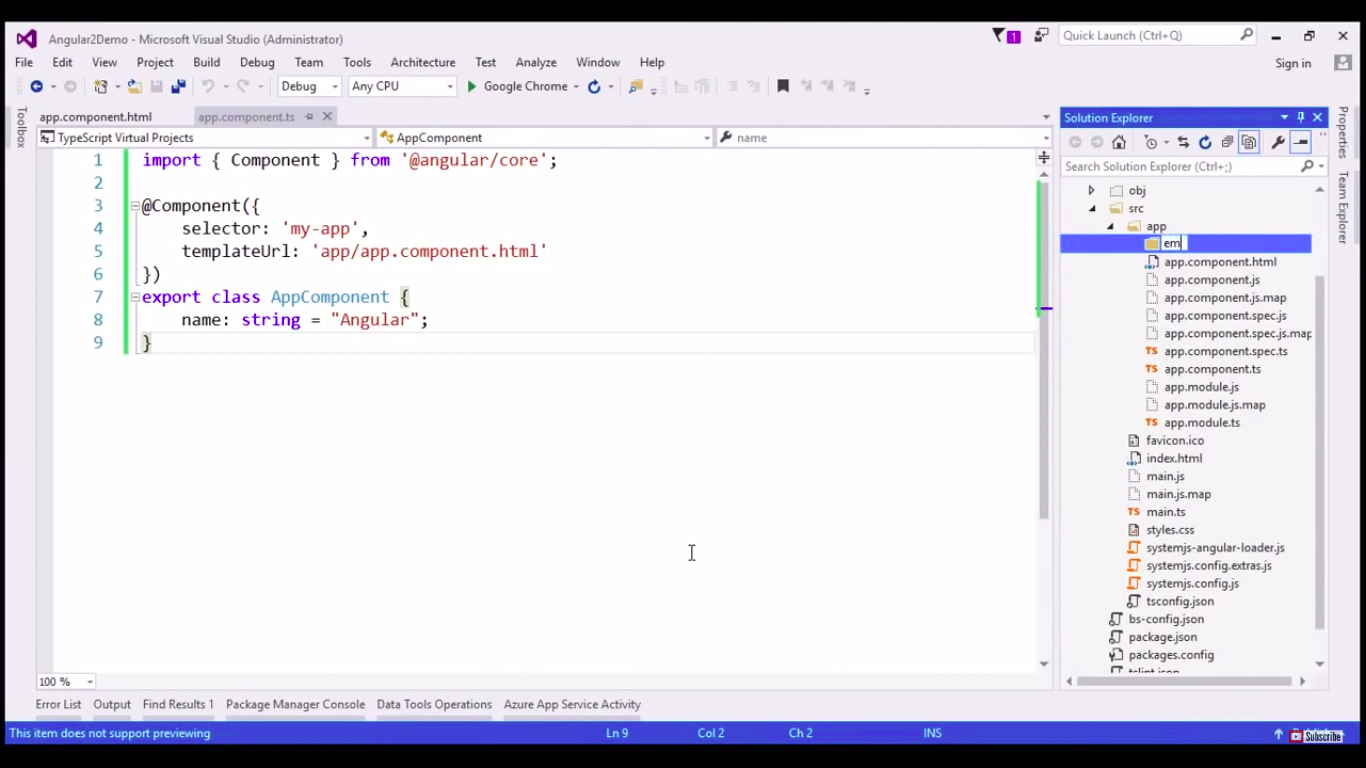 Angular2Demo - Microsoft Visual Studio (Administrator)
1
Quick Launch (Ctrl+Q)
File Edit View Project Build Debug Team Tools Architecture Test Analyze Window Help
Sign in
Debug Any CPU Google Chrome
Toolbox
app.component.html app.component.ts
TypeScript Virtual Projects AppComponent name
1 import { Component } from '@angular/core';
2
3 @Component({
4 selector: 'my-app',
5 templateUrl: 'app/app.component.html'
6 })
7 export class AppComponent {
8 name: string = "Angular";
9 }
100 %
Solution Explorer
Search Solution Explorer (Ctrl+;)
obj
src
app
em
app.component.html
app.component.js
app.component.js.map
app.component.spec.js
app.component.spec.js.map
app.component.spec.ts
app.component.ts
app.module.js
app.module.js.map
app.module.ts
favicon.ico
index.html
main.js
main.js.map
main.ts
styles.css
systemjs-angular-loader.js
systemjs.config.extras.js
systemjs.config.js
tsconfig.json
bs-config.json
package.json
packages.config
Properties
Team Explorer
Error List Output Find Results 1 Package Manager Console Data Tools Operations Azure App Service Activity
This item does not support previewing Ln 9 Col 2 Ch 2 INS
Subscribe